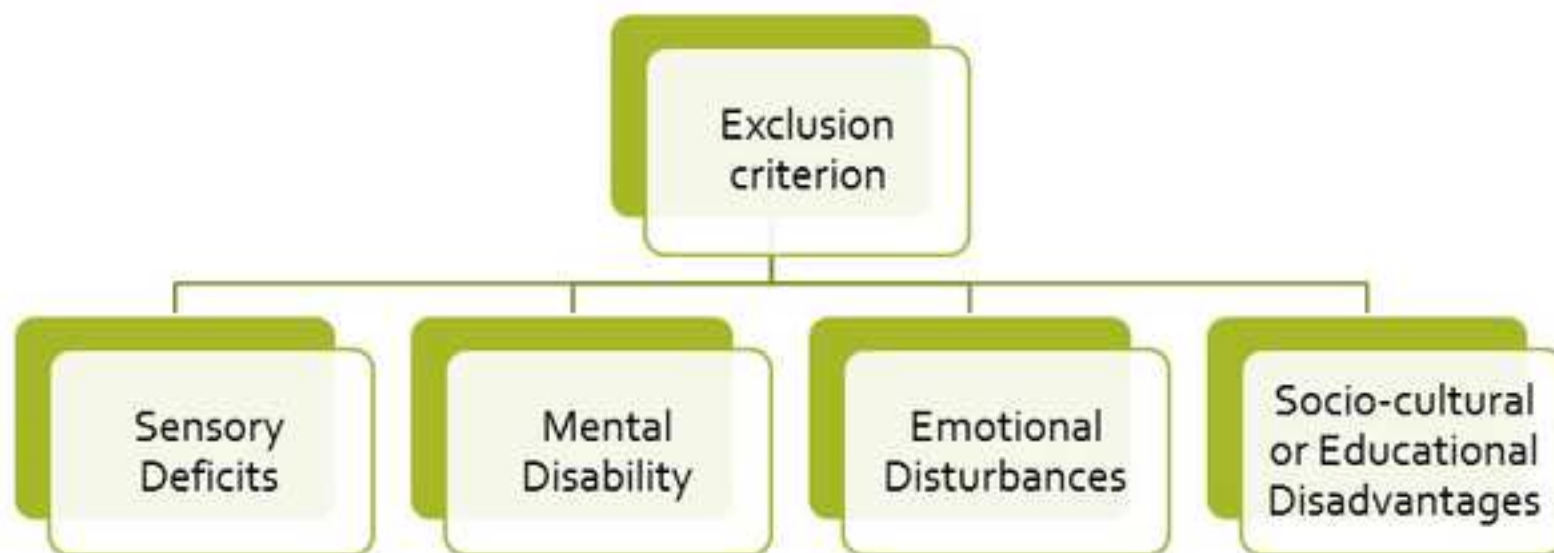 Exclusion
criterion
Sensory
Deficits
Mental
Disability
Emotional
Disturbances
Socio-cultural
or Educational
Disadvantages